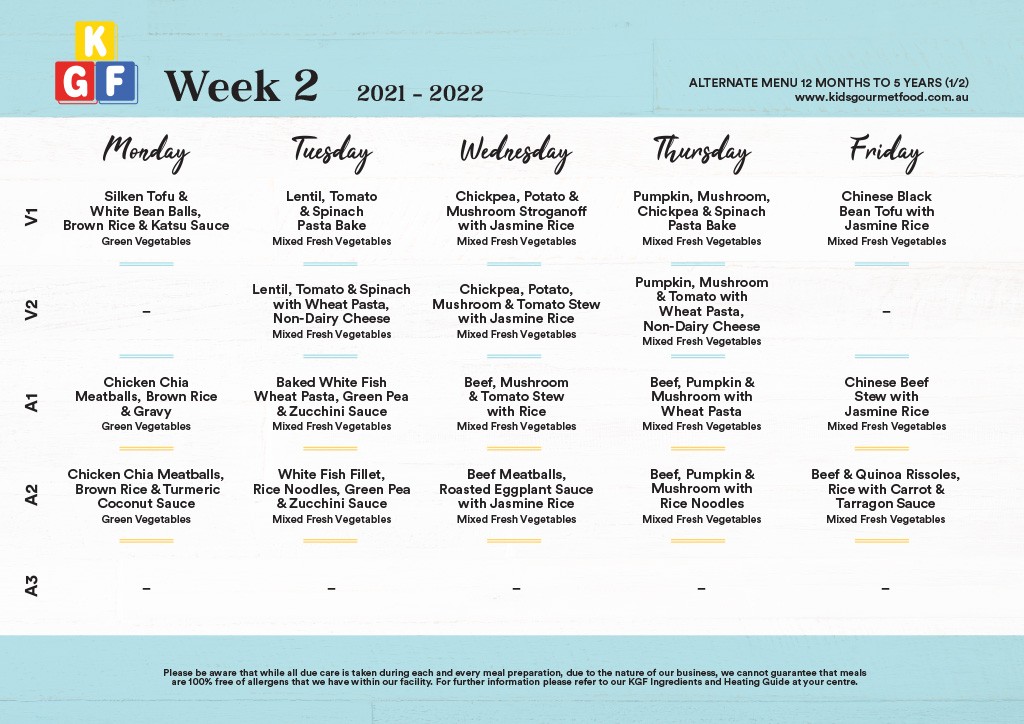 K
G F
Week 2 2021 - 2022
ALTERNATE MENU 12 MONTHS TO 5 YEARS (1/2)
www.kidsgourmetfood.com.au
Monday
Tuesday
Wednesday
Thursday
Friday
V1
Silken Tofu &
White Bean Balls,
Brown Rice & Katsu Sauce
Green Vegetables
Lentil, Tomato
& Spinach
Pasta Bake
Mixed Fresh Vegetables
Chickpea, Potato &
Mushroom Stroganoff
with Jasmine Rice
Mixed Fresh Vegetables
Pumpkin, Mushroom,
Chickpea & Spinach
Pasta Bake
Mixed Fresh Vegetables
Chinese Black
Bean Tofu with
Jasmine Rice
Mixed Fresh Vegetables
V2
–
Lentil, Tomato & Spinach
with Wheat Pasta,
Non-Dairy Cheese
Mixed Fresh Vegetables
Chickpea, Potato,
Mushroom & Tomato Stew
with Jasmine Rice
Mixed Fresh Vegetables
Pumpkin, Mushroom
& Tomato with
Wheat Pasta,
Non-Dairy Cheese
Mixed Fresh Vegetables
–
A1
Chicken Chia
Meatballs, Brown Rice
& Gravy
Green Vegetables
Baked White Fish
Wheat Pasta, Green Pea
& Zucchini Sauce
Mixed Fresh Vegetables
Beef, Mushroom
& Tomato Stew
with Rice
Mixed Fresh Vegetables
Beef, Pumpkin &
Mushroom with
Wheat Pasta
Mixed Fresh Vegetables
Chinese Beef
Stew with
Jasmine Rice
Mixed Fresh Vegetables
A2
Chicken Chia Meatballs,
Brown Rice & Turmeric
Coconut Sauce
Green Vegetables
White Fish Fillet,
Rice Noodles, Green Pea
& Zucchini Sauce
Mixed Fresh Vegetables
Beef Meatballs,
Roasted Eggplant Sauce
with Jasmine Rice
Mixed Fresh Vegetables
Beef, Pumpkin &
Mushroom with
Rice Noodles
Mixed Fresh Vegetables
Beef & Quinoa Rissoles,
Rice with Carrot &
Tarragon Sauce
Mixed Fresh Vegetables
A3
–
–
–
–
–
Please be aware that while all due care is taken during each and every meal preparation, due to the nature of our business, we cannot guarantee that meals
are 100% free of allergens that we have within our facility. For further information please refer to our KGF Ingredients and Heating Guide at your centre.